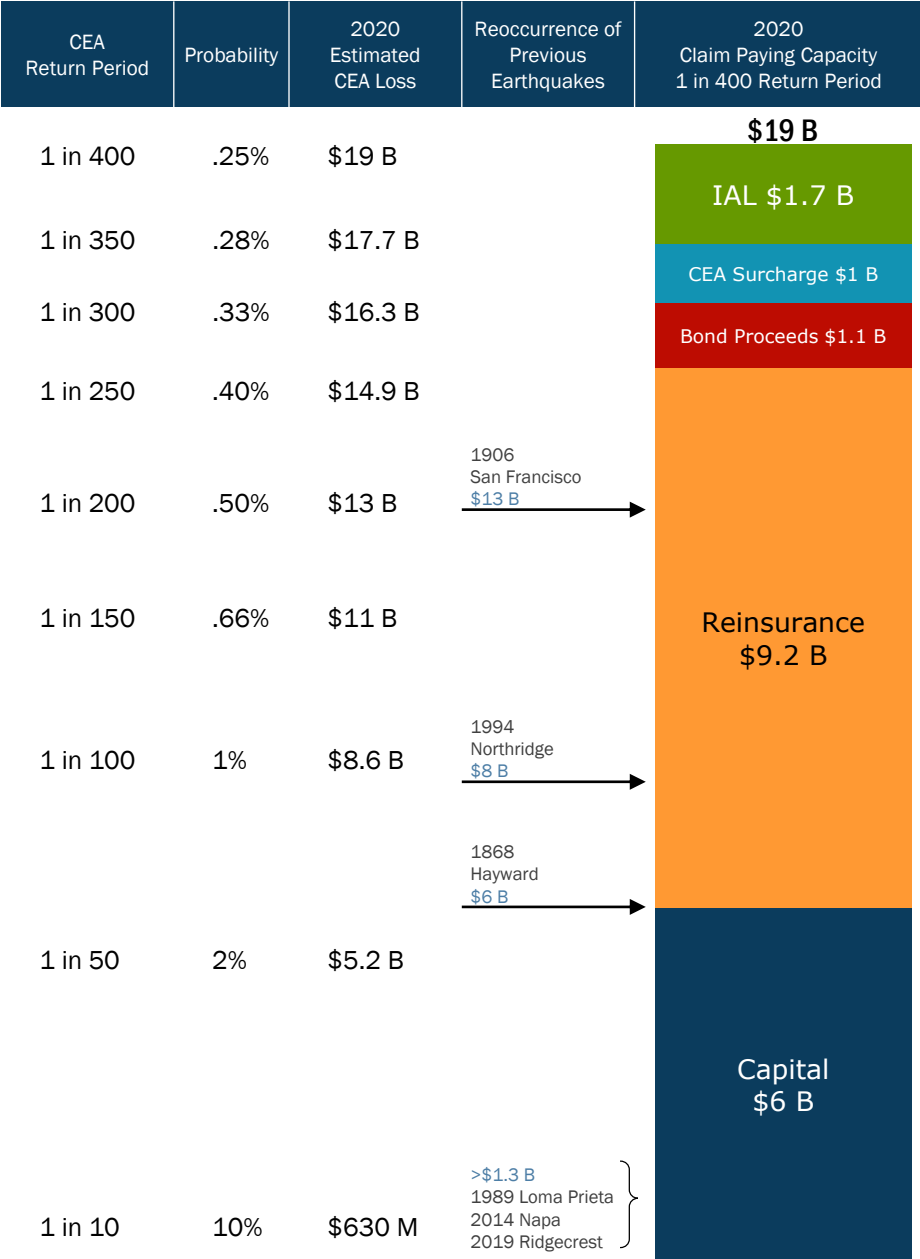 CEA
Return Period
Probability
2020
Estimated
CEA Loss
Reoccurrence of
Previous
Earthquakes
2020
Claim Paying Capacity
1 in 400 Return Period
$19 B
1 in 400 .25% $19 B
IAL $1.7 B
1 in 350 .28% $17.7 B
CEA Surcharge $1 B
1 in 300 .33% $16.3 B
Bond Proceeds $1.1 B
1 in 250 .40% $14.9 B
1906
San Francisco
$13 B
1 in 200 .50% $13 B
1 in 150 .66% $11 B
Reinsurance
$9.2 B
1994
Northridge
$8 B
1 in 100 1% $8.6 B
1868
Hayward
$6 B
1 in 50 2% $5.2 B
Capital
$6 B
>$1.3 B
1989 Loma Prieta
2014 Napa
2019 Ridgecrest
1 in 10 10% $630 M